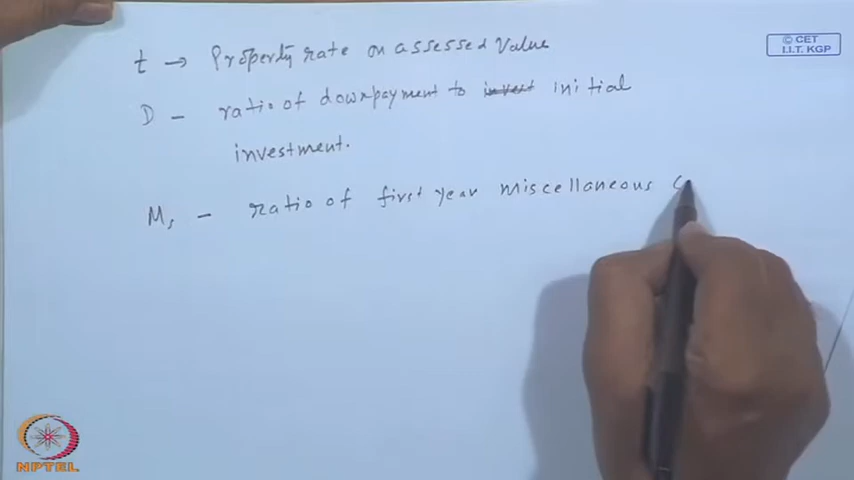 t → Property rate on assessed value
© CET
I.I.T. KGP
D - ratio of downpayment to invest initial
investment.
Ms - ratio of first year miscellaneous C
NPTEL